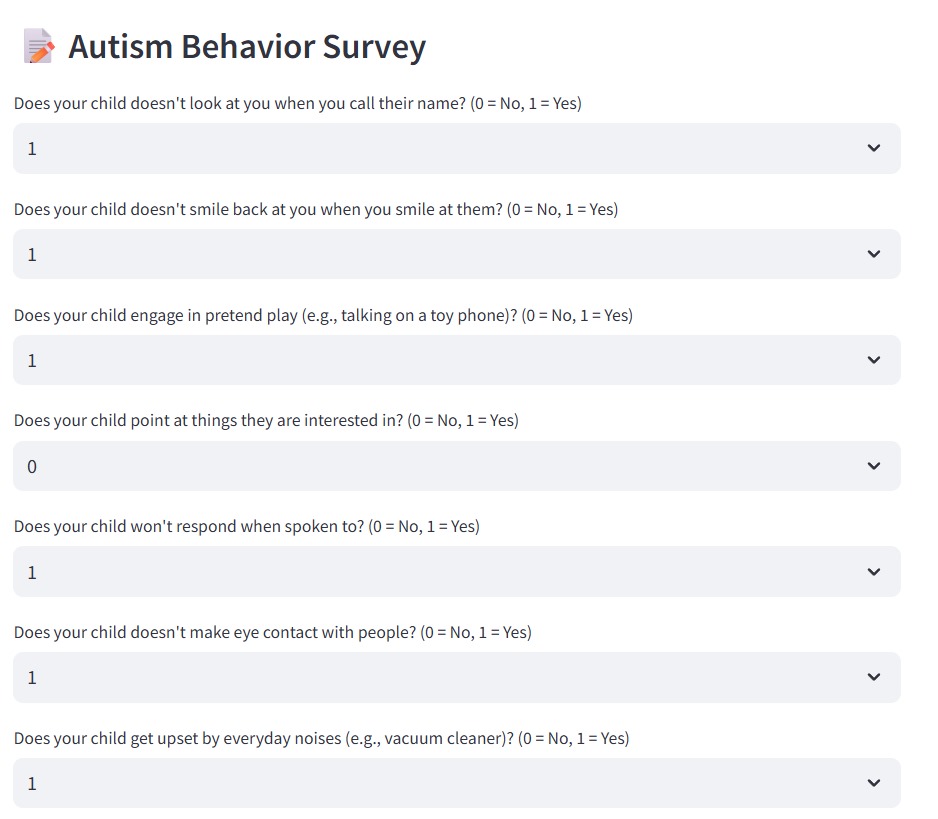 Autism Behavior Survey
Does your child doesn't look at you when you call their name? (0 = No, 1 = Yes)
1
Does your child doesn't smile back at you when you smile at them? (0 = No, 1 = Yes)
1
Does your child engage in pretend play (e.g., talking on a toy phone)? (0 = No, 1 = Yes)
1
Does your child point at things they are interested in? (0 = No, 1 = Yes)
0
Does your child won't respond when spoken to? (0 = No, 1 = Yes)
1
Does your child doesn't make eye contact with people? (0 = No, 1 = Yes)
1
Does your child get upset by everyday noises (e.g., vacuum cleaner)? (0 = No, 1 = Yes)
1